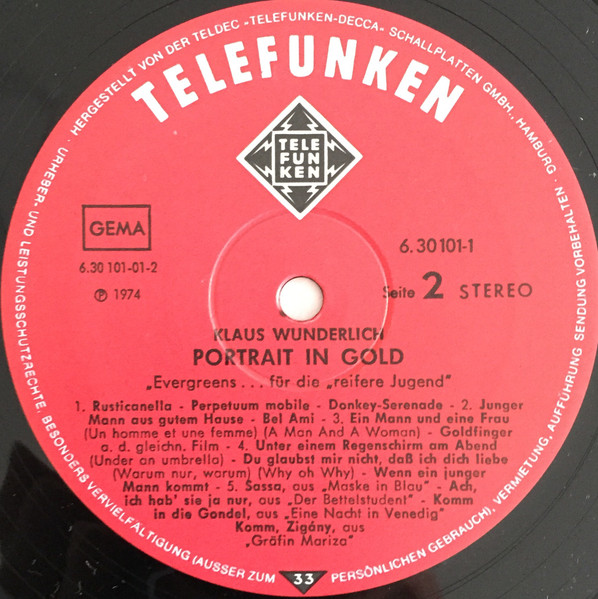 HERGESTELLT VON DER TELDEC „TELEFUNKEN-DECCA" SCHALLPLATTEN GMBH., HAMBURG · URHEBER- UND LEISTUNGSSCHUTZRECHTE, BESONDERS VERVIELFÄLTIGUNG (AUSSER ZUM PERSÖNLICHEN GEBRAUCH), VERMIETUNG, AUFFÜHRUNG, SENDUNG VORBEHALTEN ·
TELEFUNKEN
TELE
FUN
KEN
GEMA
6.30 101-01-2
℗ 1974
6.30101-1
Seite 2 STEREO
KLAUS WUNDERLICH
PORTRAIT IN GOLD
„Evergreens . . . für die „reifere Jugend"
1. Rusticanella - Perpetuum mobile - Donkey-Serenade - 2. Junger
Mann aus gutem Hause - Bel Ami - 3. Ein Mann und eine Frau
(Un homme et une femme) (A Man And A Woman) - Goldfinger
a. d. gleichn. Film - 4. Unter einem Regenschirm am Abend
(Under an umbrella) - Du glaubst mir nicht, daß ich dich liebe
(Warum nur, warum) (Why oh Why) - Wenn ein junger
Mann kommt - 5. Sassa, aus "Maske in Blau" - Ach,
ich hab' sie ja nur, aus "Der Bettelstudent" - Komm
in die Gondel, aus "Eine Nacht in Venedig"
Komm, Zigány, aus
„Gräfin Mariza"
33